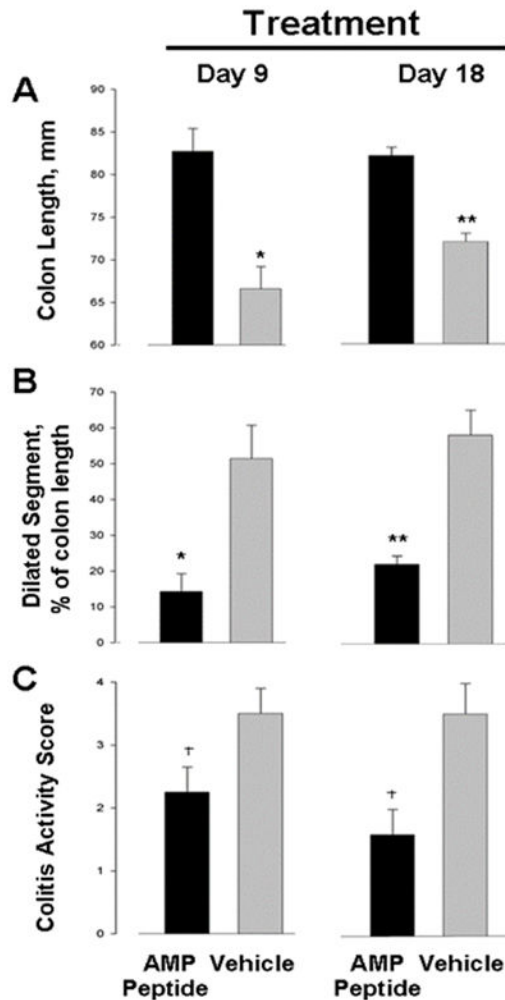 Treatment
Day 9 Day 18
A
Colon Length, mm
90
85
80
75
70
65
60
*
**
B
Dilated Segment,
% of colon length
70
60
50
40
30
20
10
0
*
**
C
Colitis Activity Score
4
3
2
1
0
†
†
AMP Vehicle AMP Vehicle
Peptide Peptide